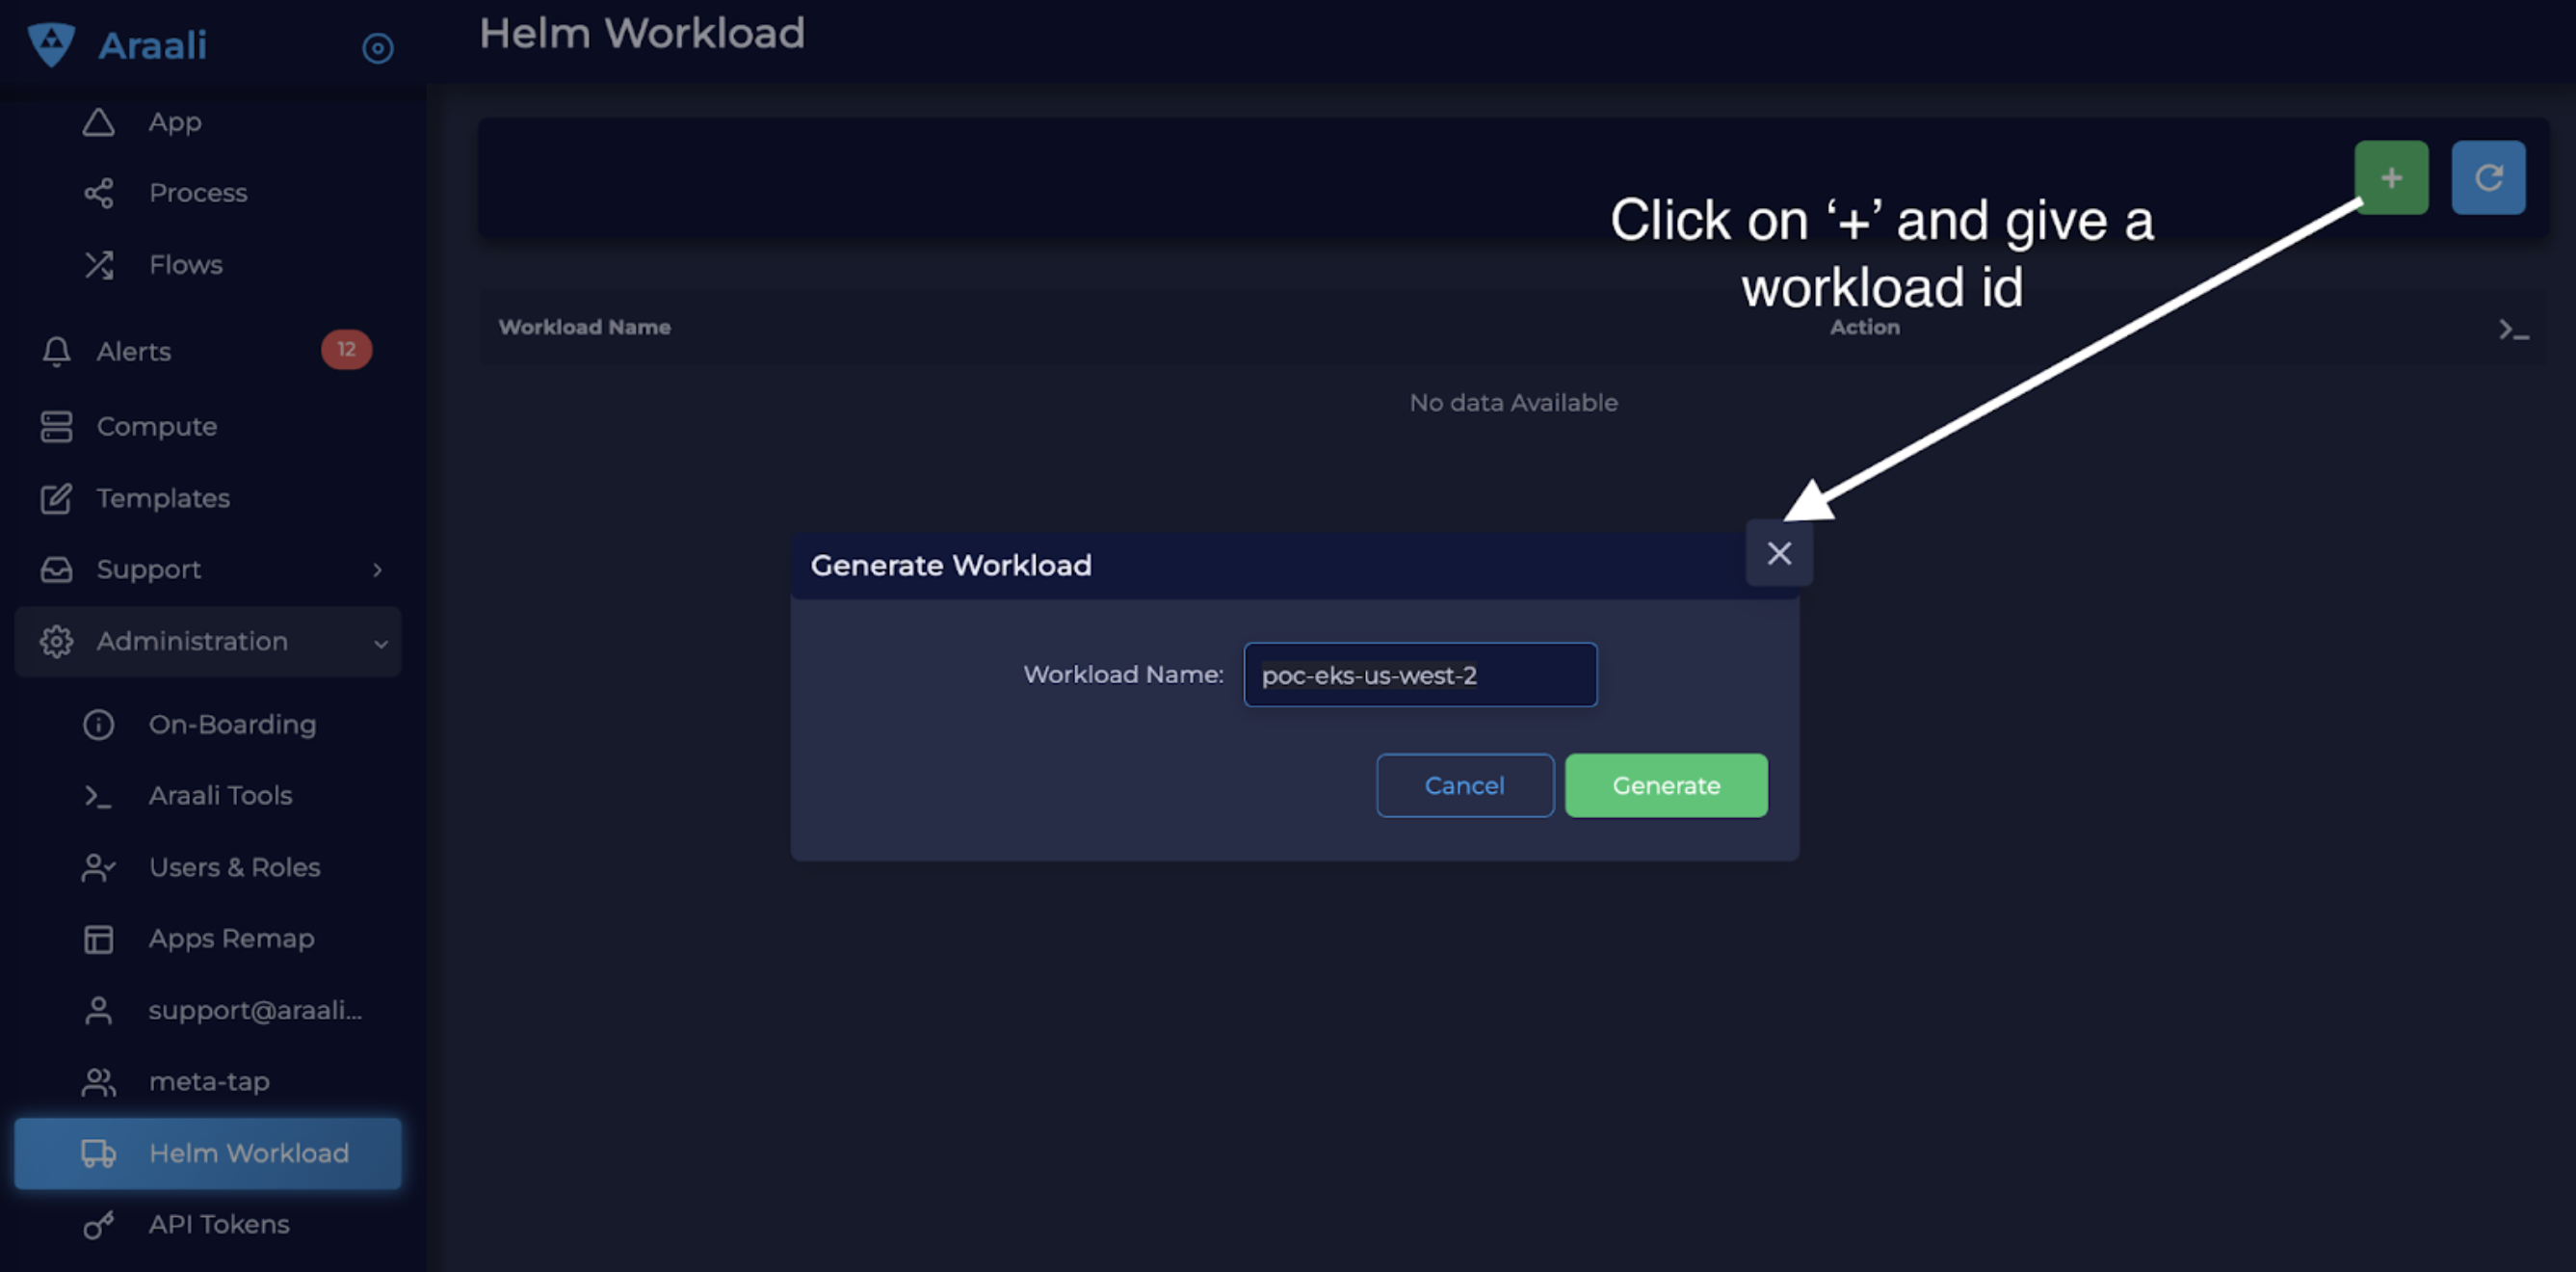 Araali
Helm Workload
App
Process
Flows
Alerts 12
Compute
Templates
Support
Administration
On-Boarding
Araali Tools
Users & Roles
Apps Remap
support@araali...
meta-tap
Helm Workload
API Tokens
+
Click on ‘+’ and give a
workload id
Workload Name Action >_
No data Available
Generate Workload
Workload Name: poc-eks-us-west-2
Cancel Generate